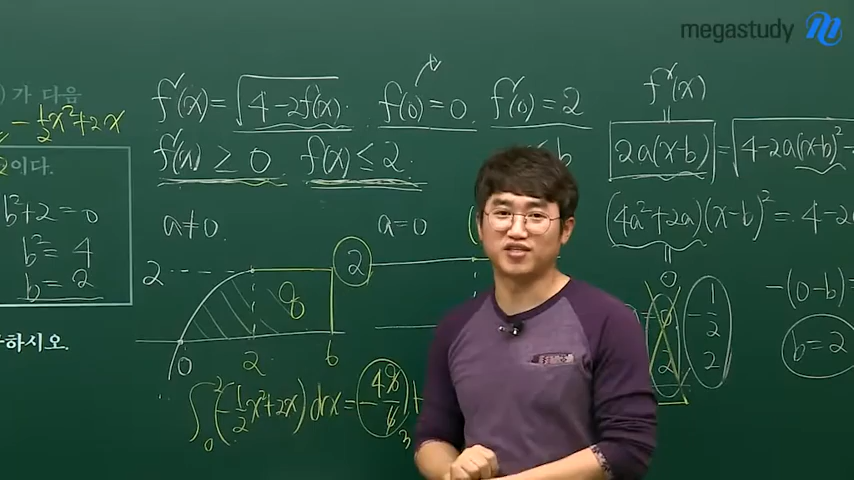 megastudy
) 가 다음
-1/2x²+2x
이다.
b²+2=0
b²=4
b=2
하시오.
f'(x)=√(4-2f(x))
f(0)=0
f'(0)=2
f'(x)≥0
f(x)≤2
a≠0
a=0
2
2
8
0
2
6
∫₀²(-1/2x²+2x)dx=
f'(x)
2a(x-b)
=√(4-2a(x-b)²
(4a²+2a)(x-b)²=4-2a
0
-1/2
2
-(0-b)=
b=2